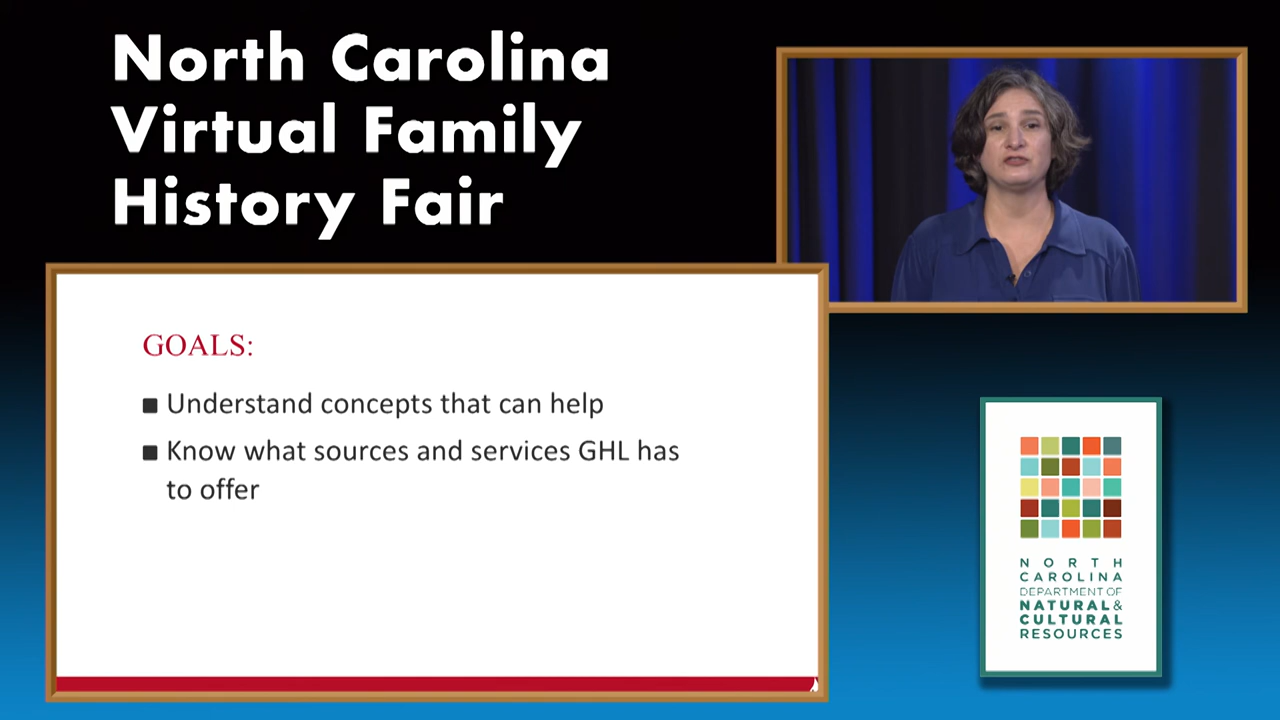 North Carolina
Virtual Family
History Fair
GOALS:
Understand concepts that can help
Know what sources and services GHL has
to offer
NORTH
CAROLINA
DEPARTMENT OF
NATURAL &
CULTURAL
RESOURCES